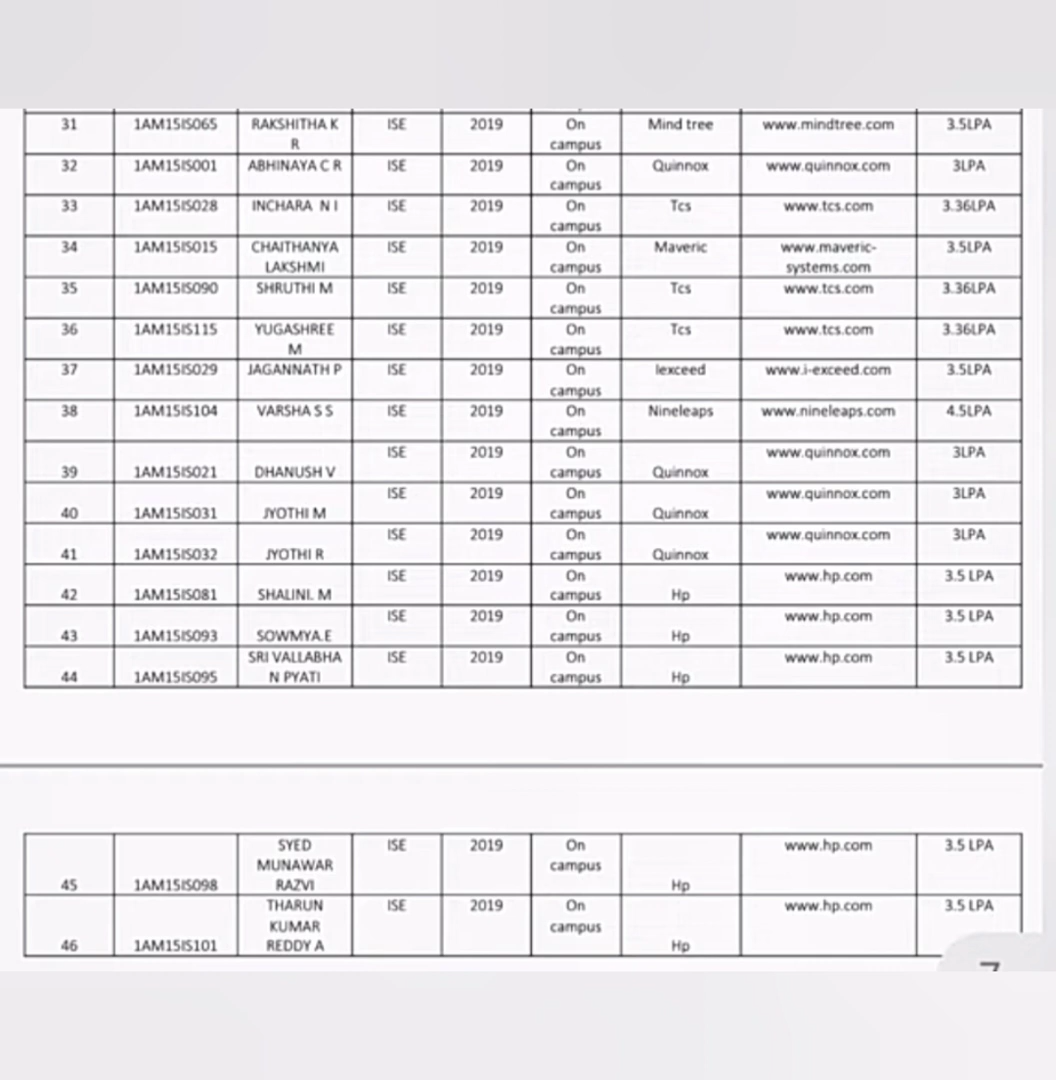 31 1AM15IS065 RAKSHITHA K R ISE 2019 On campus Mind tree www.mindtree.com 3.5LPA
32 1AM15IS001 ABHINAYA C R ISE 2019 On campus Quinnox www.quinnox.com 3LPA
33 1AM15IS028 INCHARA N I ISE 2019 On campus Tcs www.tcs.com 3.36LPA
34 1AM15IS015 CHAITHANYA LAKSHMI ISE 2019 On campus Maveric www.maveric-systems.com 3.5LPA
35 1AM15IS090 SHRUTHI M ISE 2019 On campus Tcs www.tcs.com 3.36LPA
36 1AM15IS115 YUGASHREE M ISE 2019 On campus Tcs www.tcs.com 3.36LPA
37 1AM15IS029 JAGANNATH P ISE 2019 On campus Iexceed www.i-exceed.com 3.5LPA
38 1AM15IS104 VARSHA S S ISE 2019 On campus Nineleaps www.nineleaps.com 4.5LPA
39 1AM15IS021 DHANUSH V ISE 2019 On campus Quinnox www.quinnox.com 3LPA
40 1AM15IS031 JYOTHI M ISE 2019 On campus Quinnox www.quinnox.com 3LPA
41 1AM15IS032 JYOTHI R ISE 2019 On campus Quinnox www.quinnox.com 3LPA
42 1AM15IS081 SHALINI. M ISE 2019 On campus Hp www.hp.com 3.5 LPA
43 1AM15IS093 SOWMYA.E ISE 2019 On campus Hp www.hp.com 3.5 LPA
44 1AM15IS095 SRI VALLABHA N PYATI ISE 2019 On campus Hp www.hp.com 3.5 LPA
45 1AM15IS098 SYED MUNAWAR RAZVI ISE 2019 On campus Hp www.hp.com 3.5 LPA
46 1AM15IS101 THARUN KUMAR REDDY A ISE 2019 On campus Hp www.hp.com 3.5 LPA